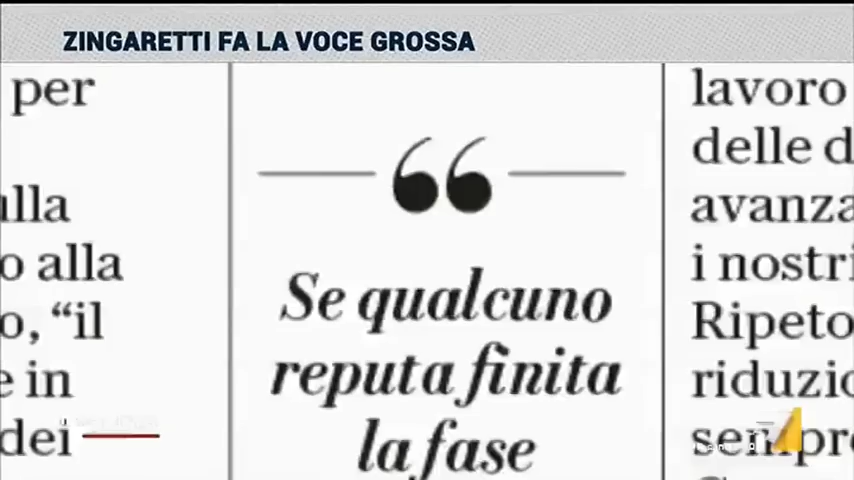 ZINGARETTI FA LA VOCE GROSSA
per
ulla
o alla
o, “il
e in
dei
“
Se qualcuno
reputa finita
la fase
lavoro
delle d
avanza
i nostri
Ripeto
riduzio
sempre